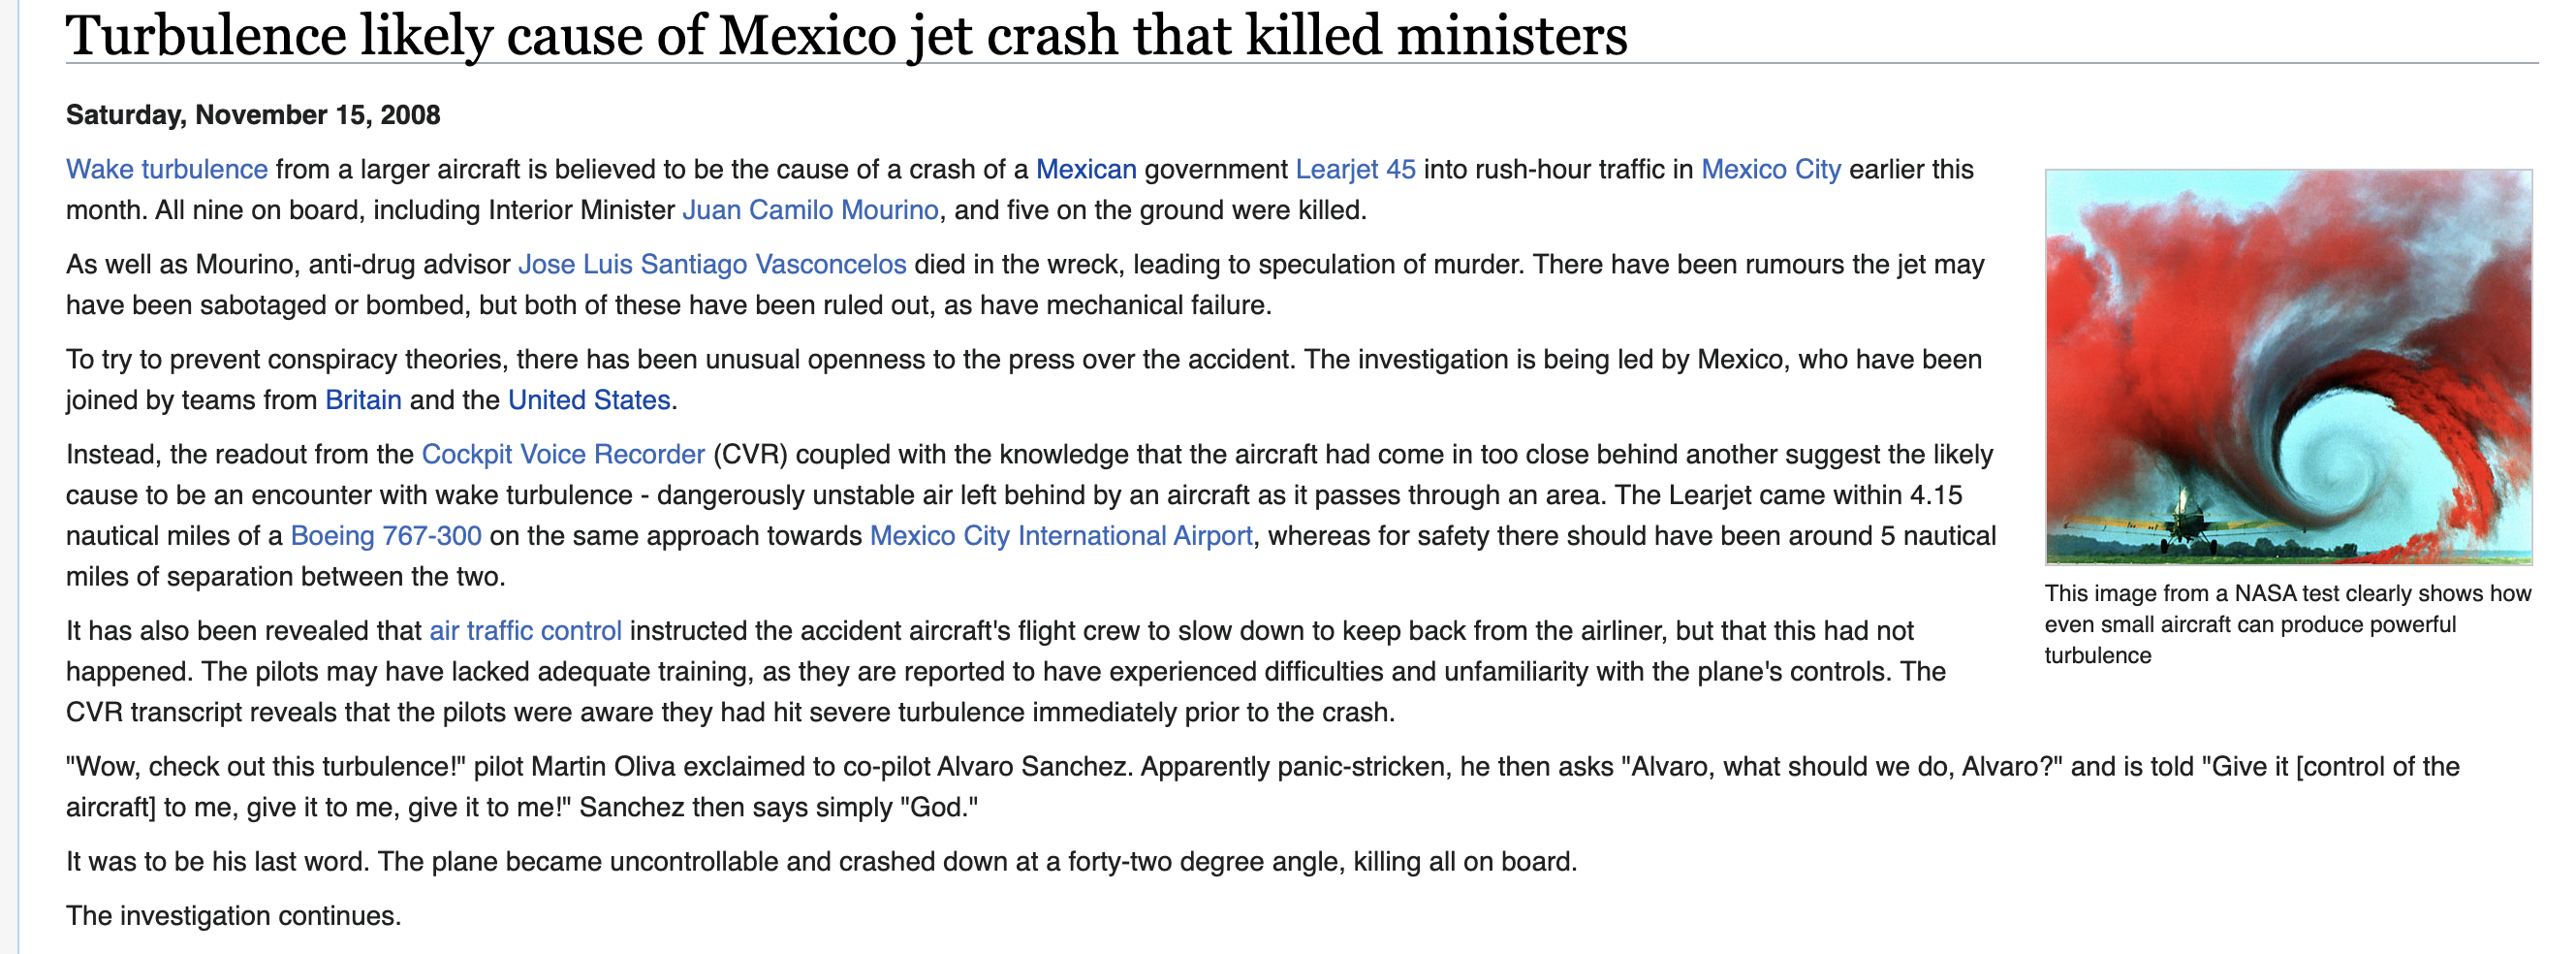 Turbulence likely cause of Mexico jet crash that killed ministers
Saturday, November 15, 2008
Wake turbulence from a larger aircraft is believed to be the cause of a crash of a Mexican government Learjet 45 into rush-hour traffic in Mexico City earlier this
month. All nine on board, including Interior Minister Juan Camilo Mourino, and five on the ground were killed.
As well as Mourino, anti-drug advisor Jose Luis Santiago Vasconcelos died in the wreck, leading to speculation of murder. There have been rumours the jet may
have been sabotaged or bombed, but both of these have been ruled out, as have mechanical failure.
To try to prevent conspiracy theories, there has been unusual openness to the press over the accident. The investigation is being led by Mexico, who have been
joined by teams from Britain and the United States.
Instead, the readout from the Cockpit Voice Recorder (CVR) coupled with the knowledge that the aircraft had come in too close behind another suggest the likely
cause to be an encounter with wake turbulence - dangerously unstable air left behind by an aircraft as it passes through an area. The Learjet came within 4.15
nautical miles of a Boeing 767-300 on the same approach towards Mexico City International Airport, whereas for safety there should have been around 5 nautical
miles of separation between the two.
It has also been revealed that air traffic control instructed the accident aircraft's flight crew to slow down to keep back from the airliner, but that this had not
happened. The pilots may have lacked adequate training, as they are reported to have experienced difficulties and unfamiliarity with the plane's controls. The
CVR transcript reveals that the pilots were aware they had hit severe turbulence immediately prior to the crash.
"Wow, check out this turbulence!" pilot Martin Oliva exclaimed to co-pilot Alvaro Sanchez. Apparently panic-stricken, he then asks "Alvaro, what should we do, Alvaro?" and is told "Give it [control of the
aircraft] to me, give it to me, give it to me!" Sanchez then says simply "God."
It was to be his last word. The plane became uncontrollable and crashed down at a forty-two degree angle, killing all on board.
The investigation continues.
This image from a NASA test clearly shows how
even small aircraft can produce powerful
turbulence